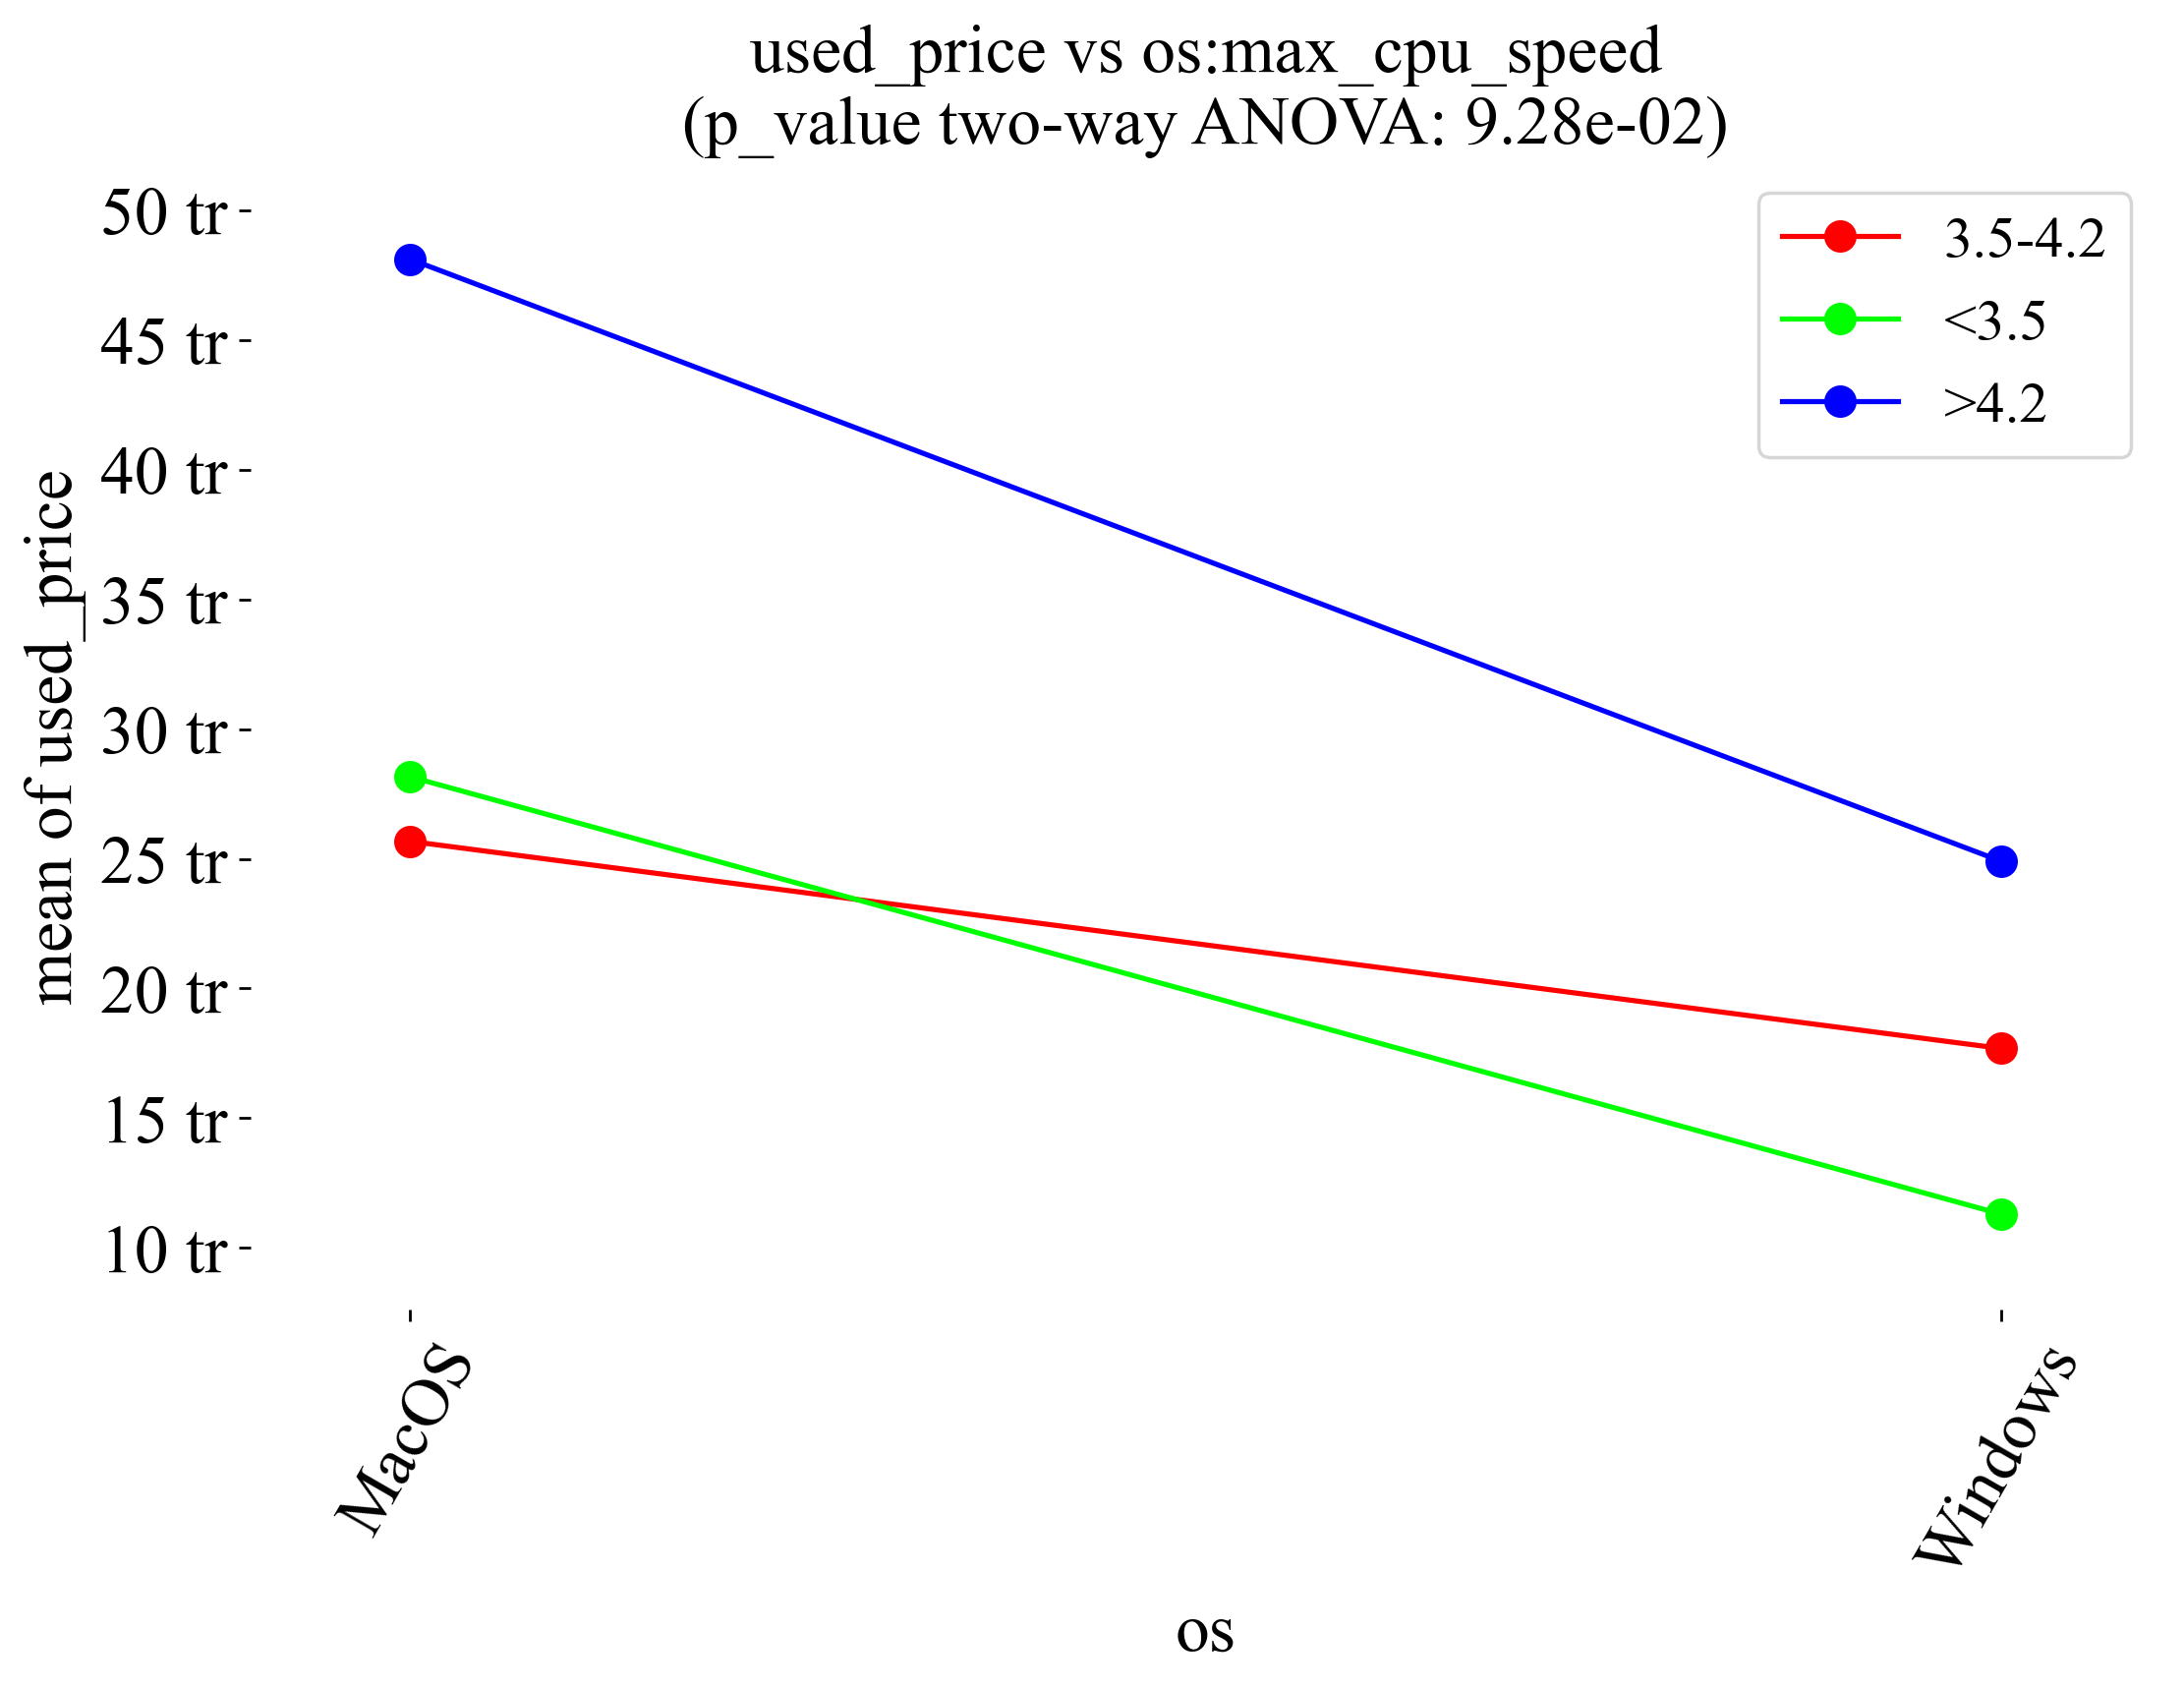 used_price vs os:max_cpu_speed
(p_value two-way ANOVA: 9.28e-02)
50 tr
45 tr
40 tr
35 tr
30 tr
25 tr
20 tr
15 tr
10 tr
mean of used_price
3.5-4.2
<3.5
>4.2
MacOS
Windows
os